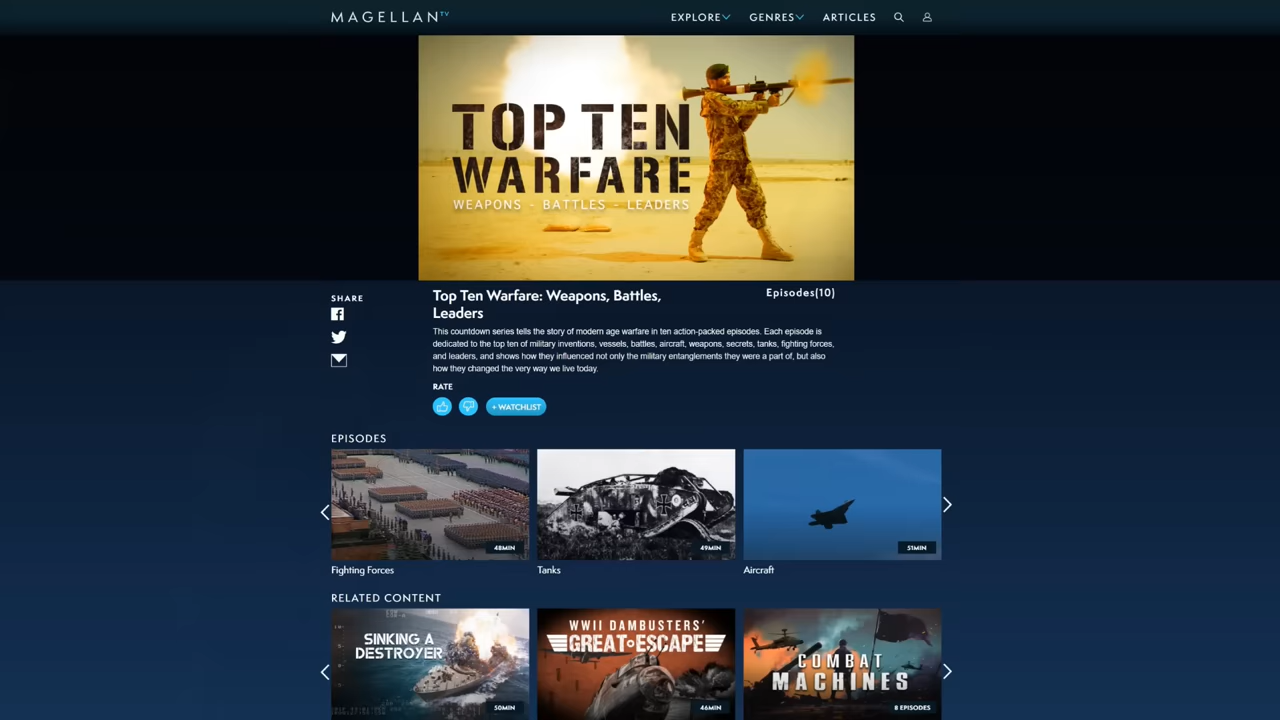 MAGELLANTV
EXPLORE
GENRES
ARTICLES
TOP TEN
WARFARE
WEAPONS - BATTLES - LEADERS
SHARE
Top Ten Warfare: Weapons, Battles,
Leaders
Episodes(10)
This countdown series tells the story of modern age warfare in ten action-packed episodes. Each episode is
dedicated to the top ten of military inventions, vessels, battles, aircraft, weapons, secrets, tanks, fighting forces,
and leaders, and shows how they influenced not only the military entanglements they were a part of, but also
how they changed the very way we live today.
RATE
+ WATCHLIST
EPISODES
48MIN
49MIN
51MIN
Fighting Forces
Tanks
Aircraft
RELATED CONTENT
SINKING A
DESTROYER
50MIN
WWII DAMBUSTERS'
GREAT ESCAPE
46MIN
COMBAT
MACHINES
8 EPISODES